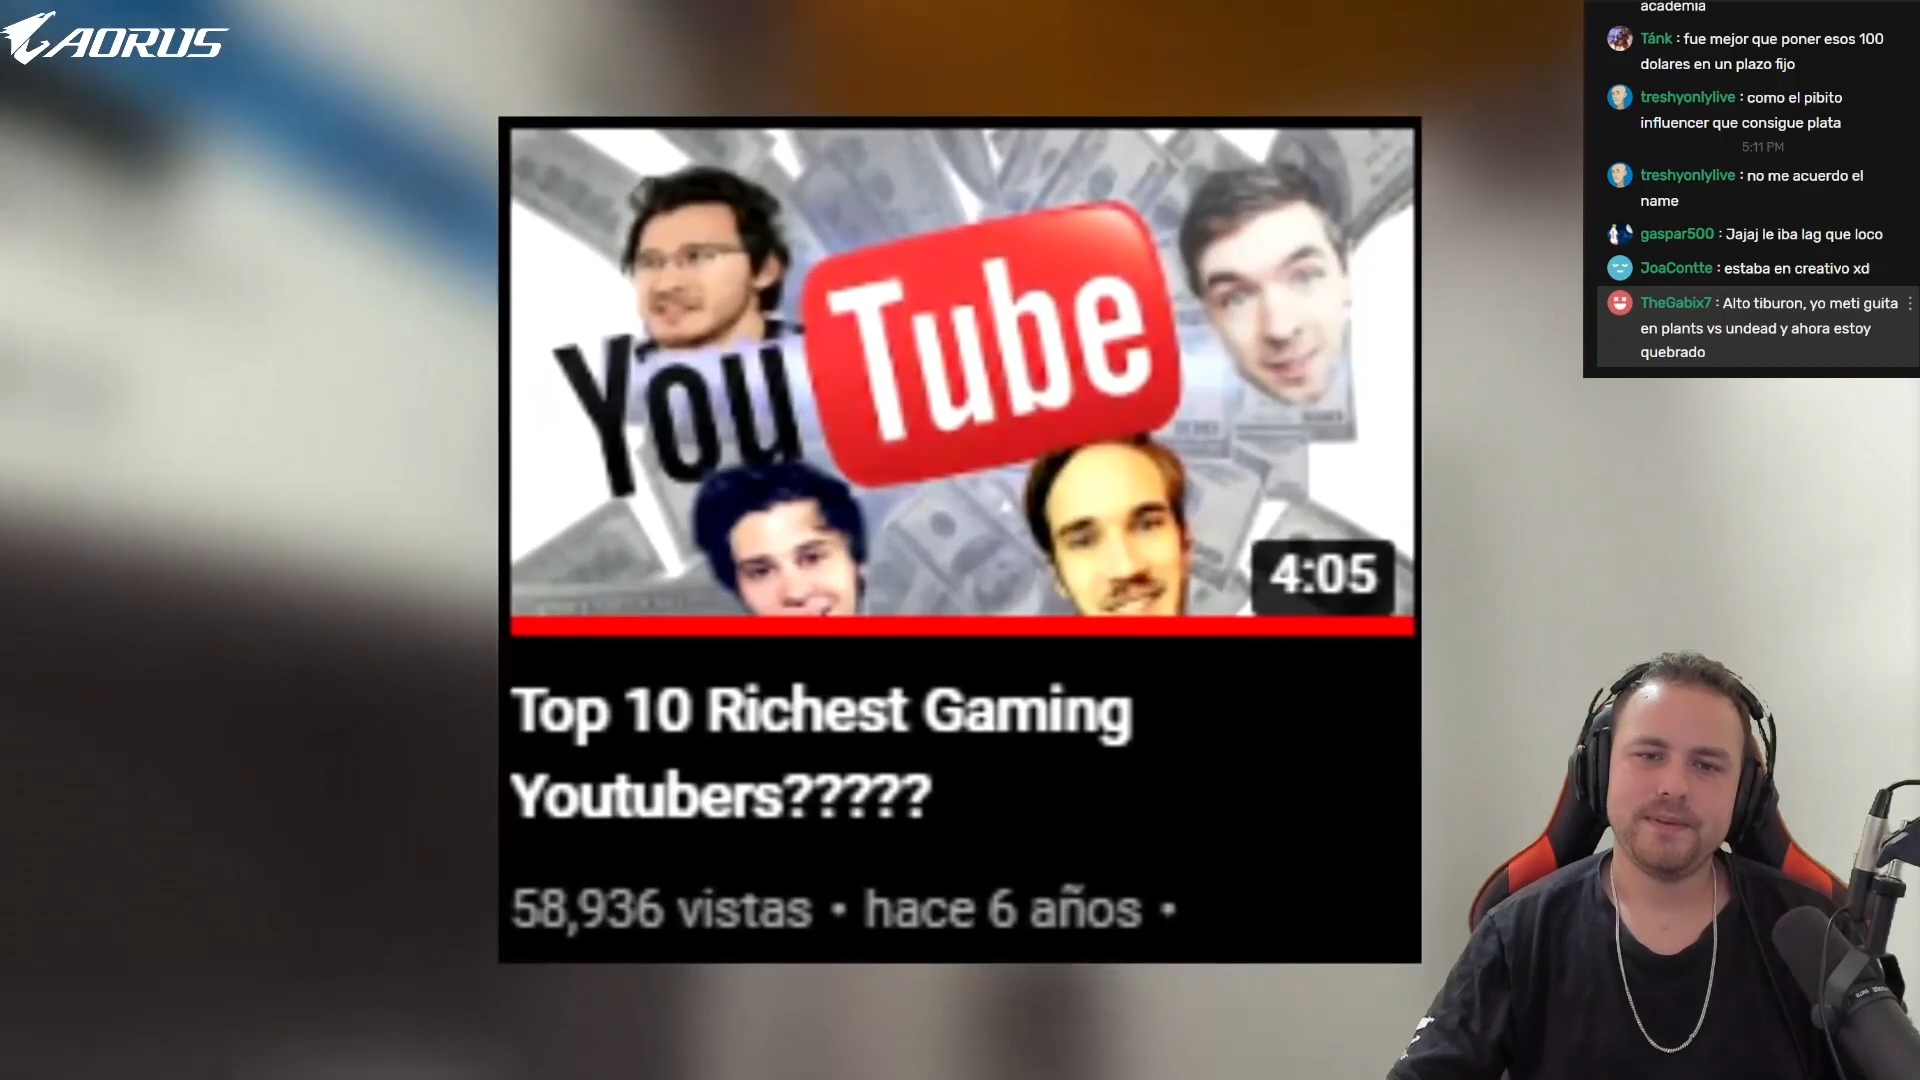 AORUS
YouTube
4:05
Top 10 Richest Gaming
Youtubers?????
58,936 vistas • hace 6 años •
academia
Tánk : fue mejor que poner esos 100
dolares en un plazo fijo
treshyonlylive : como el pibito
influencer que consigue plata
5:11 PM
treshyonlylive : no me acuerdo el
name
gaspar500 : Jajaj le iba lag que loco
JoaContte : estaba en creativo xd
TheGabix7 : Alto tiburon, yo meti guita
en plants vs undead y ahora estoy
quebrado